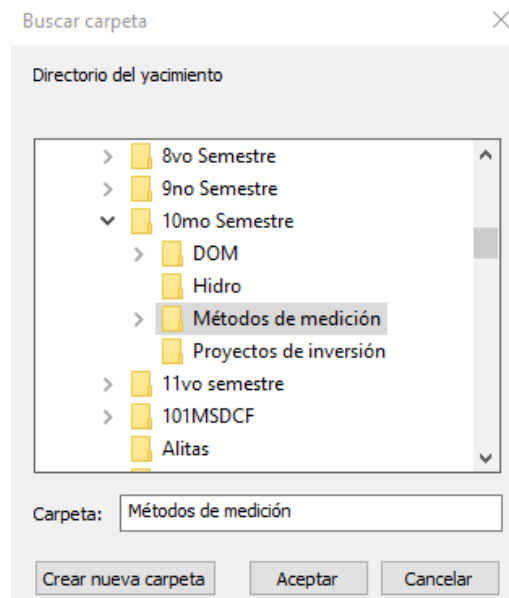 Buscar carpeta
Directorio del yacimiento
8vo Semestre
9no Semestre
10mo Semestre
DOM
Hidro
Métodos de medición
Proyectos de inversión
11vo semestre
101MSDCF
Alitas
Carpeta: Métodos de medición
Crear nueva carpeta Aceptar Cancelar